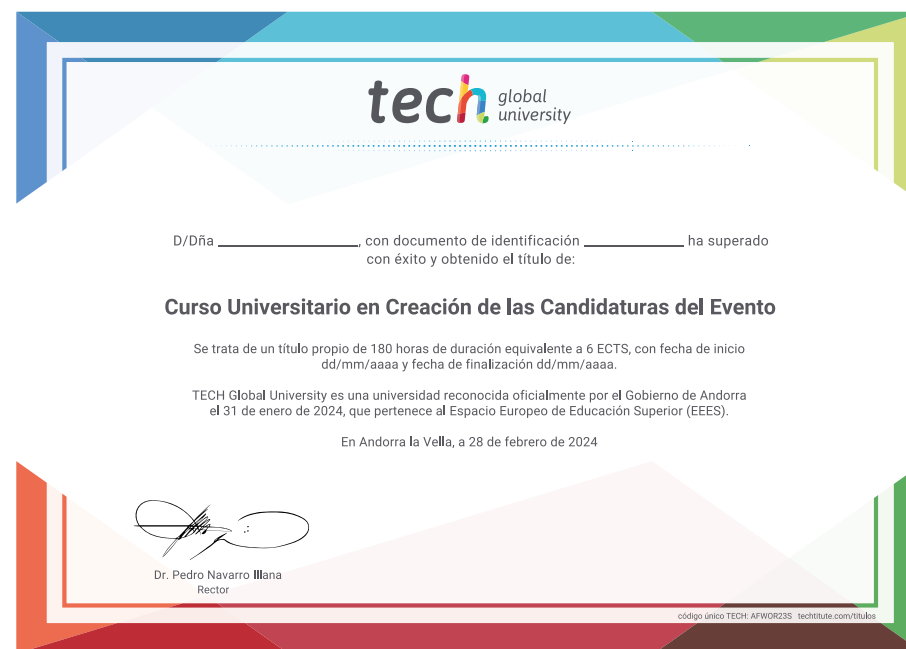 tech global university
D/Dña ____________, con documento de identificación ____________ ha superado
con éxito y obtenido el título de:
Curso Universitario en Creación de las Candidaturas del Evento
Se trata de un título propio de 180 horas de duración equivalente a 6 ECTS, con fecha de inicio
dd/mm/aaaa y fecha de finalización dd/mm/aaaa.
TECH Global University es una universidad reconocida oficialmente por el Gobierno de Andorra
el 31 de enero de 2024, que pertenece al Espacio Europeo de Educación Superior (EEES).
En Andorra la Vella, a 28 de febrero de 2024
Dr. Pedro Navarro Illana
Rector
código único TECH: AFWOR23S techtitute.com/titulos